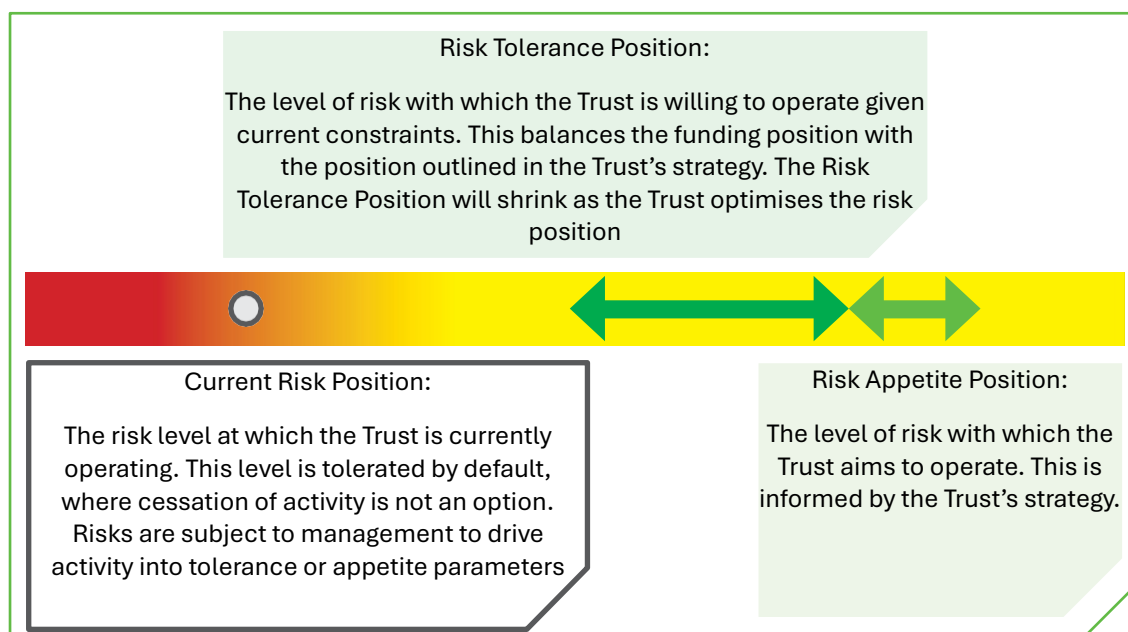 Risk Tolerance Position:
The level of risk with which the Trust is willing to operate given
current constraints. This balances the funding position with
the position outlined in the Trust’s strategy. The Risk
Tolerance Position will shrink as the Trust optimises the risk
position
Current Risk Position:
The risk level at which the Trust is currently
operating. This level is tolerated by default,
where cessation of activity is not an option.
Risks are subject to management to drive
activity into tolerance or appetite parameters
Risk Appetite Position:
The level of risk with which the
Trust aims to operate. This is
informed by the Trust’s strategy.